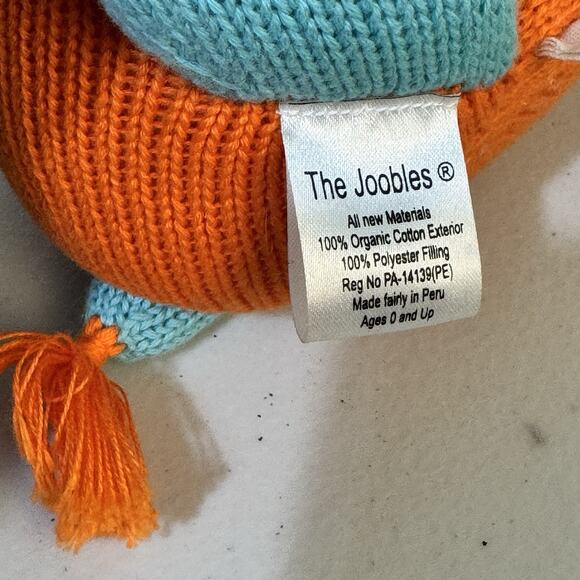 The Joobles ®
All new Materials
100% Organic Cotton Exterior
100% Polyester Filling
Reg No PA-14139(PE)
Made fairly in Peru
Ages 0 and Up